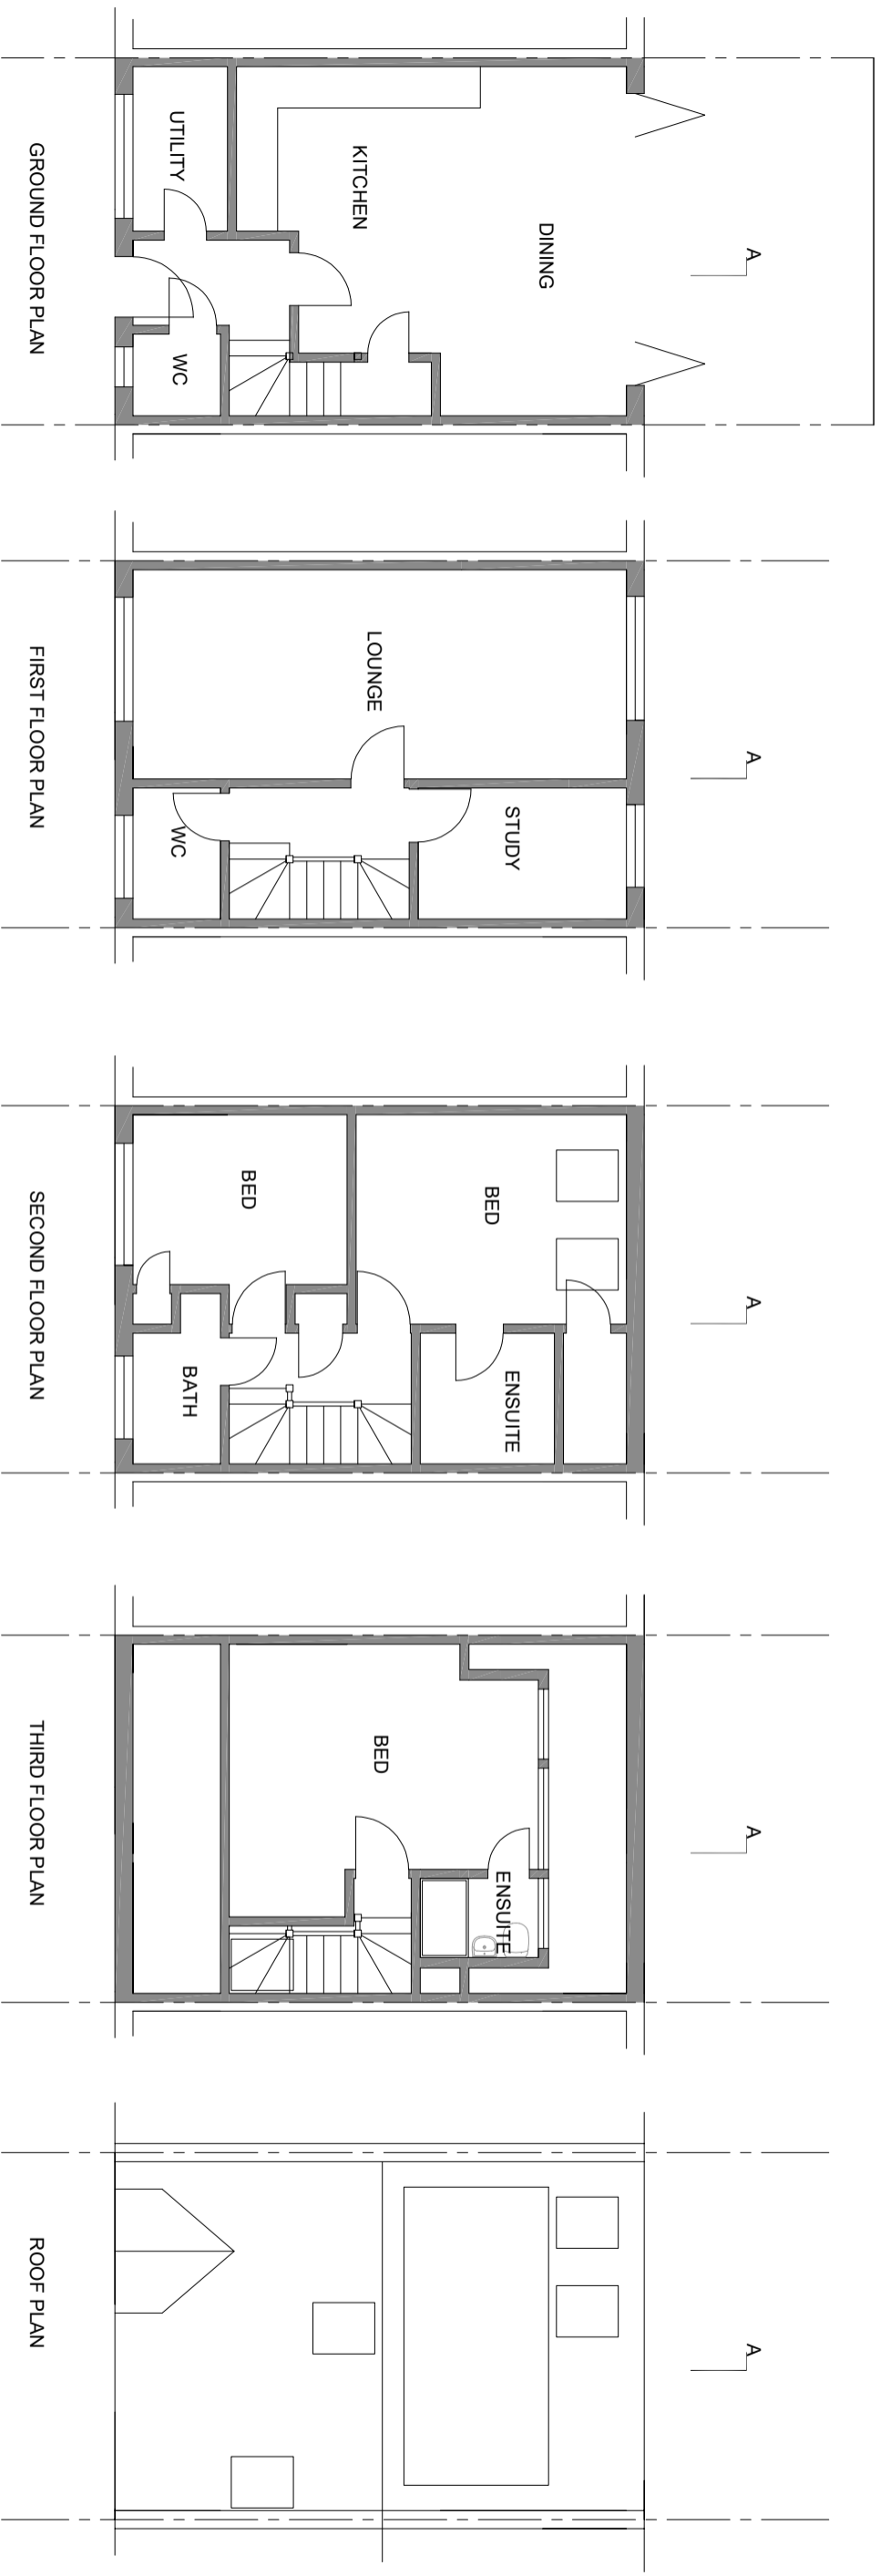 A
DINING
KITCHEN
UTILITY
WC
GROUND FLOOR PLAN
A
STUDY
LOUNGE
WC
FIRST FLOOR PLAN
A
ENSUITE
BED
BED
BATH
SECOND FLOOR PLAN
A
ENSUITE
BED
THIRD FLOOR PLAN
A
ROOF PLAN